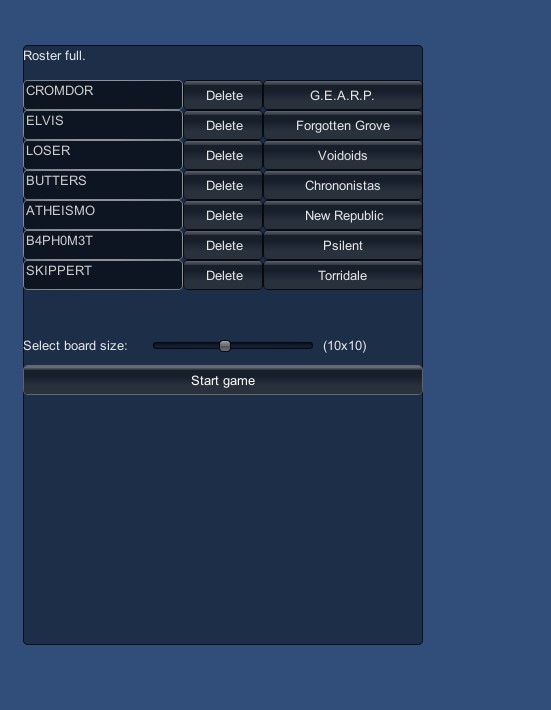 Roster full.
CROMDOR Delete G.E.A.R.P.
ELVIS Delete Forgotten Grove
LOSER Delete Voidoids
BUTTERS Delete Chrononistas
ATHEISMO Delete New Republic
B4PH0M3T Delete Psilent
SKIPPERT Delete Torridale
Select board size: (10x10)
Start game